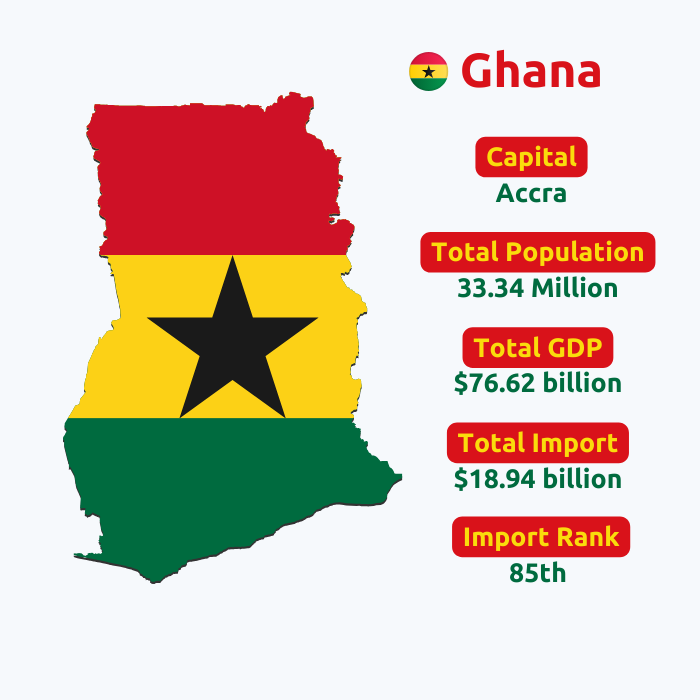 Ghana
Capital
Accra
Total Population
33.34 Million
Total GDP
$76.62 billion
Total Import
$18.94 billion
Import Rank
85th